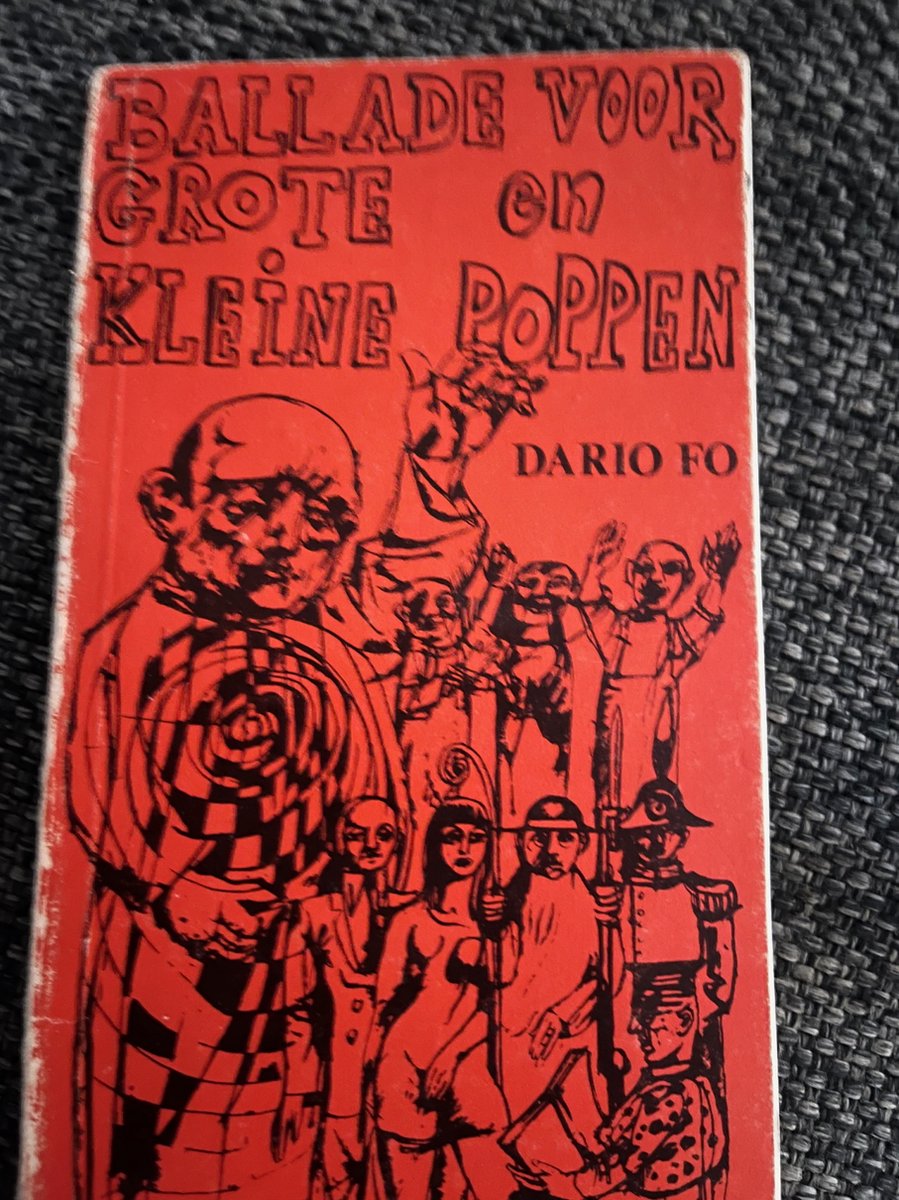 BALLADE VOOR
GROTE en
KLEiNE POPPEN
DARIO FO